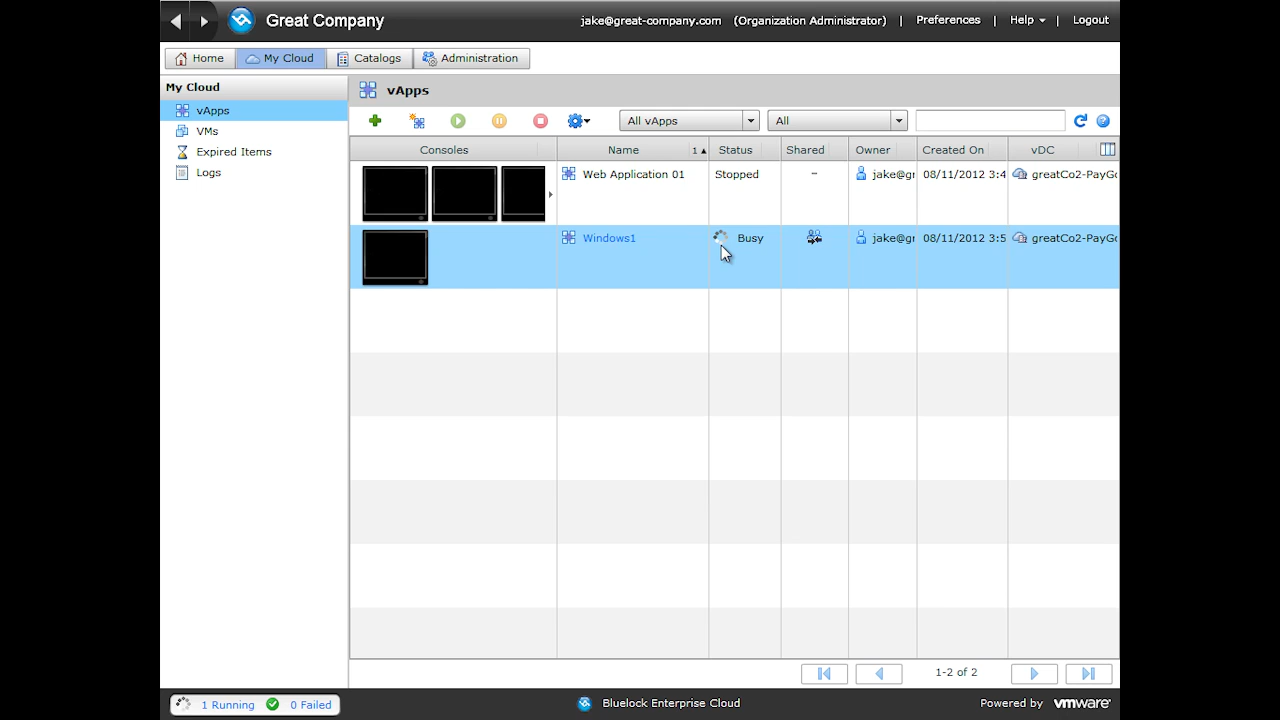 Great Company
jake@great-company.com (Organization Administrator) | Preferences | Help | Logout
Home My Cloud Catalogs Administration
My Cloud
vApps
VMs
Expired Items
Logs
vApps
All vApps All
Consoles Name 1 Status Shared Owner Created On vDC
Web Application 01 Stopped – jake@gr 08/11/2012 3:4 greatCo2-PayGo
Windows1 Busy jake@gr 08/11/2012 3:5 greatCo2-PayGo
1-2 of 2
1 Running 0 Failed
Bluelock Enterprise Cloud
Powered by vmware